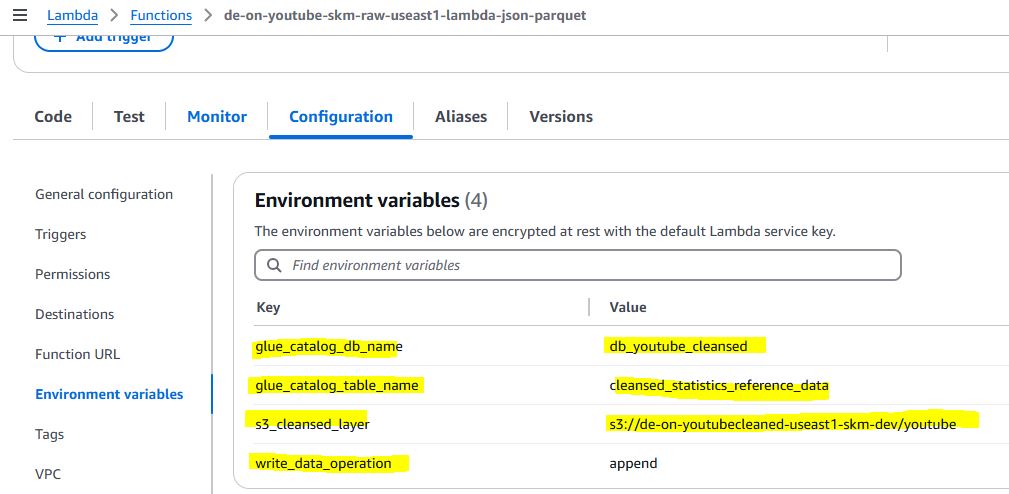 Lambda > Functions > de-on-youtube-skm-raw-useast1-lambda-json-parquet
+ Add trigger
Code Test Monitor Configuration Aliases Versions
General configuration
Triggers
Permissions
Destinations
Function URL
Environment variables
Tags
VPC
Environment variables (4)
The environment variables below are encrypted at rest with the default Lambda service key.
Find environment variables
Key Value
glue_catalog_db_name db_youtube_cleansed
glue_catalog_table_name cleansed_statistics_reference_data
s3_cleansed_layer s3://de-on-youtubecleaned-useast1-skm-dev/youtube
write_data_operation append